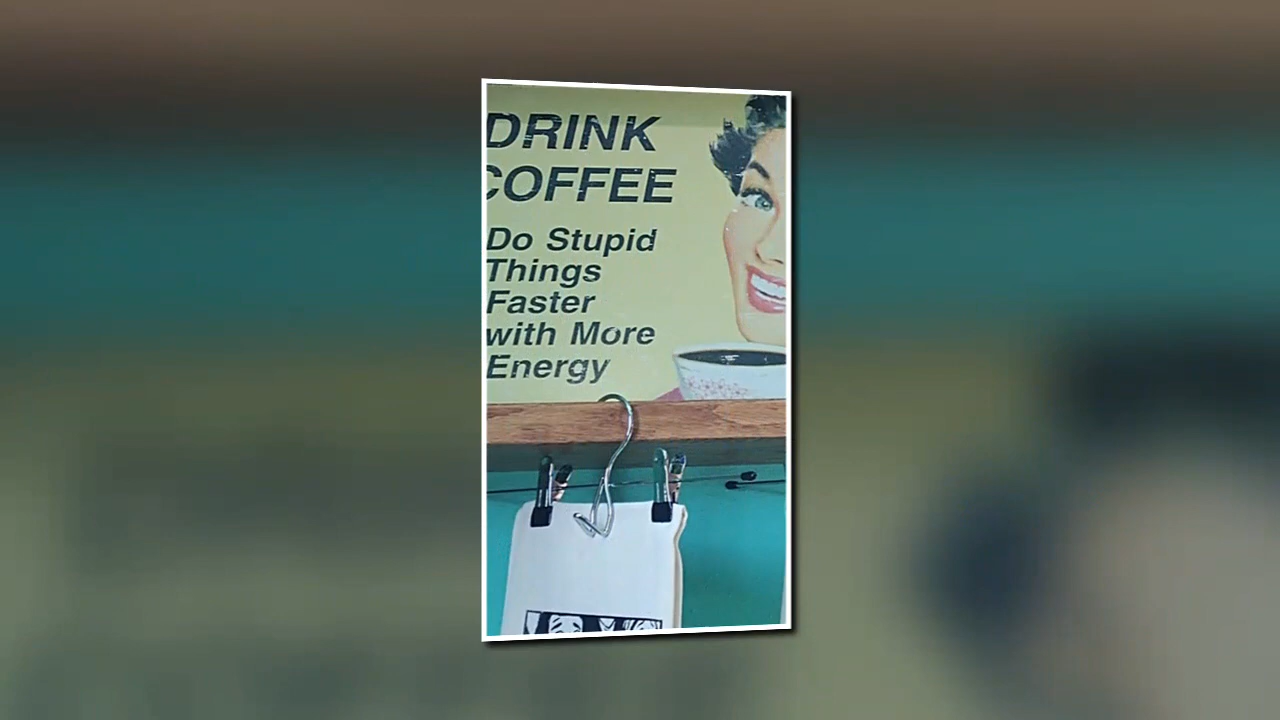 DRINK
COFFEE
Do Stupid
Things
Faster
with More
Energy